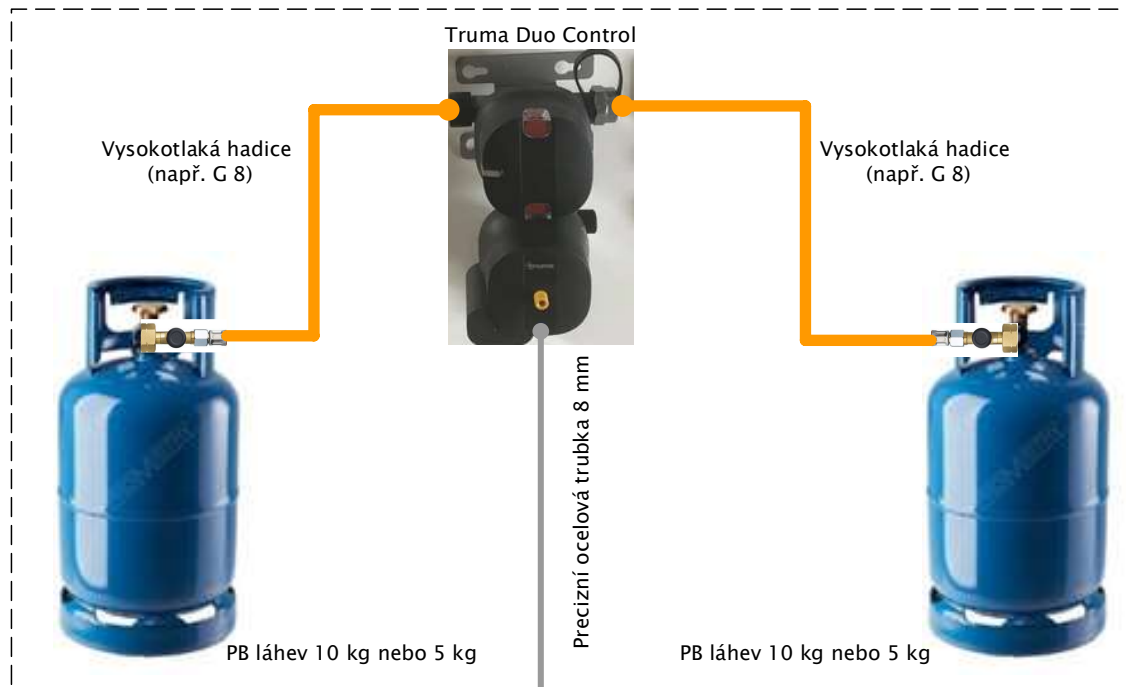 Truma Duo Control
Vysokotlaká hadice
(např. G 8)
Vysokotlaká hadice
(např. G 8)
Precizní ocelová trubka 8 mm
PB láhev 10 kg nebo 5 kg
PB láhev 10 kg nebo 5 kg